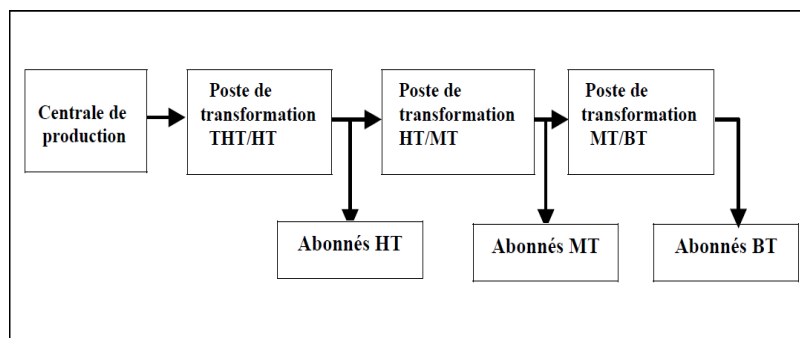 Centrale de
production
Poste de
transformation
THT/HT
Poste de
transformation
HT/MT
Poste de
transformation
MT/BT
Abonnés HT
Abonnés MT
Abonnés BT